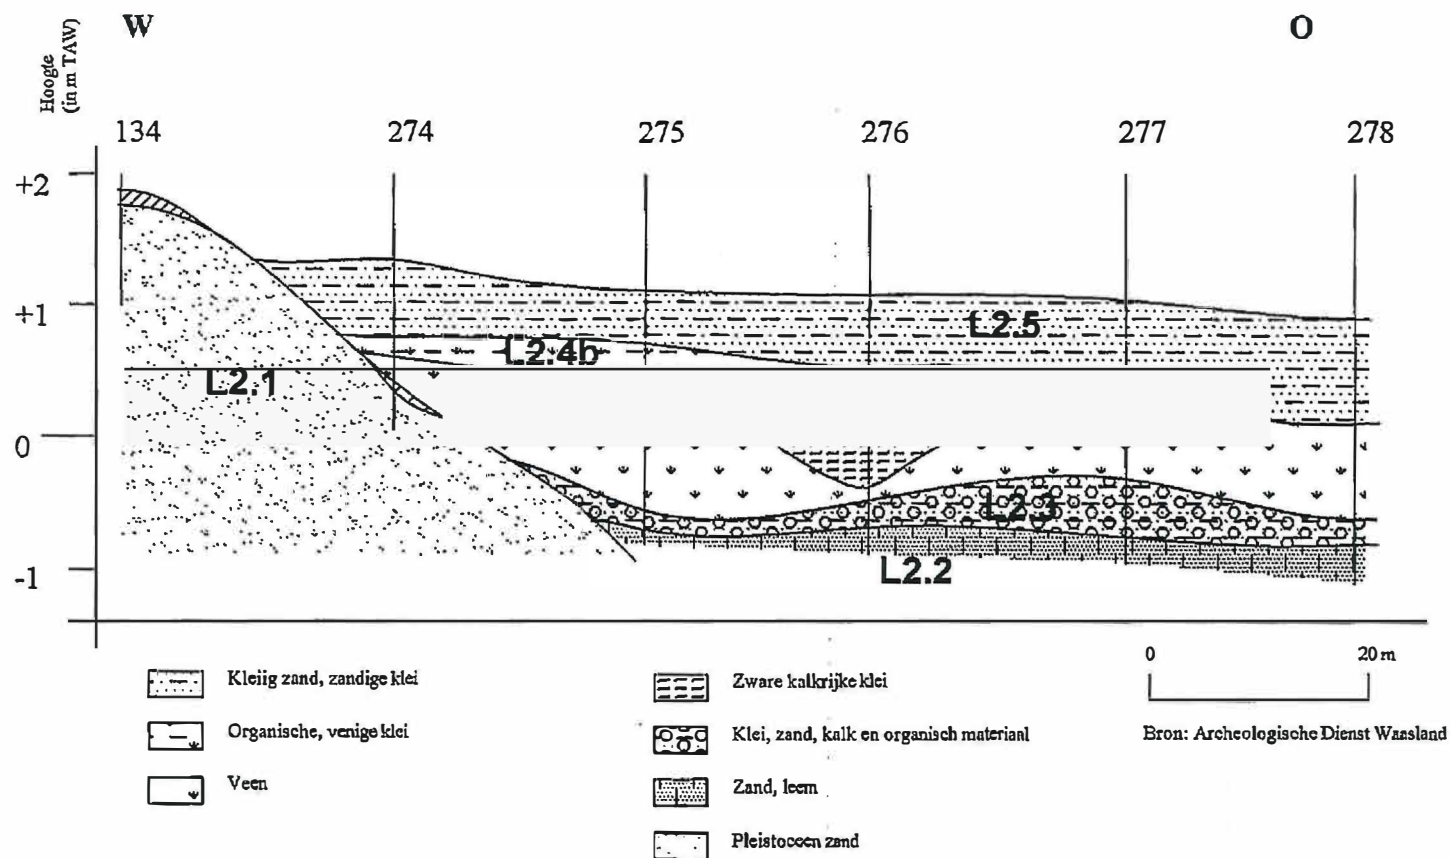 W
O
Hoogte
(in m TAW)
134
274
275
276
277
278
+2
+1
0
-1
L2.5
L2.4b
L2.1
L2.3
L2.2
Kleiig zand, zandige klei
Organische, venige klei
Veen
Zware kalkrijke klei
Klei, zand, kalk en organisch materiaal
Zand, leem
Pleistoceen zand
0
20 m
Bron: Archeologische Dienst Waasland